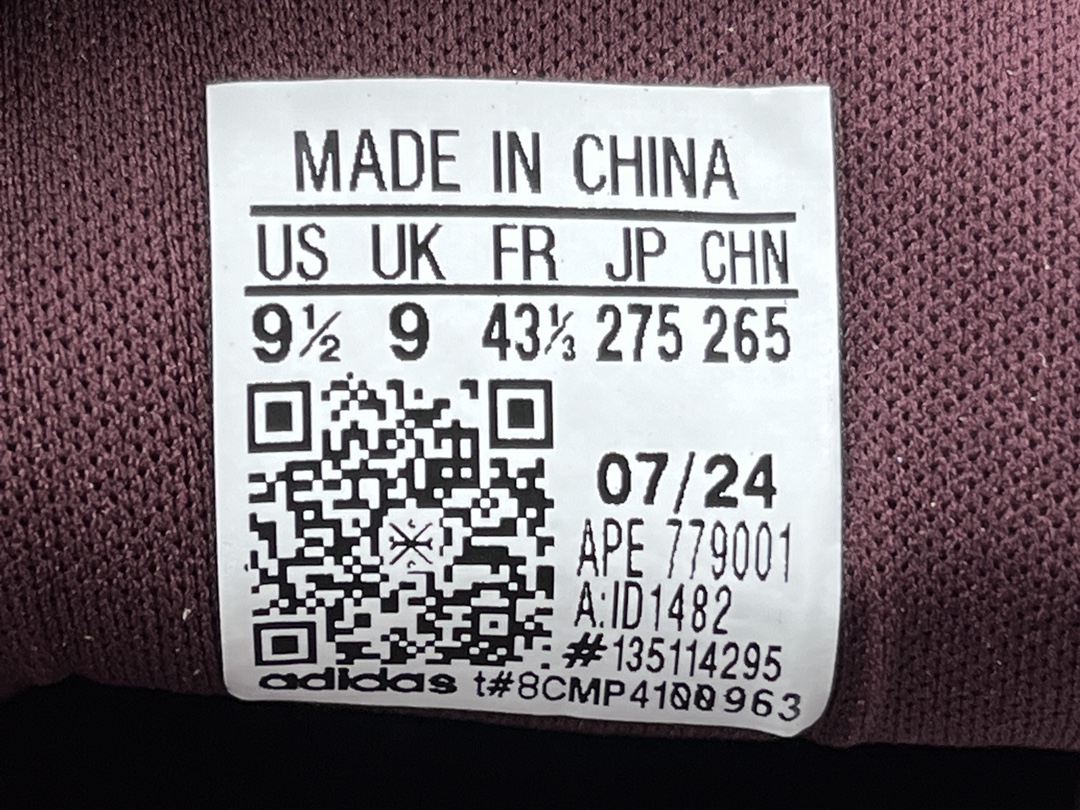 MADE IN CHINA
US UK FR JP CHN
9½ 9 43⅓ 275 265
07/24
APE 779001
A:ID1482
#135114295
adidas t#8CMP4100963